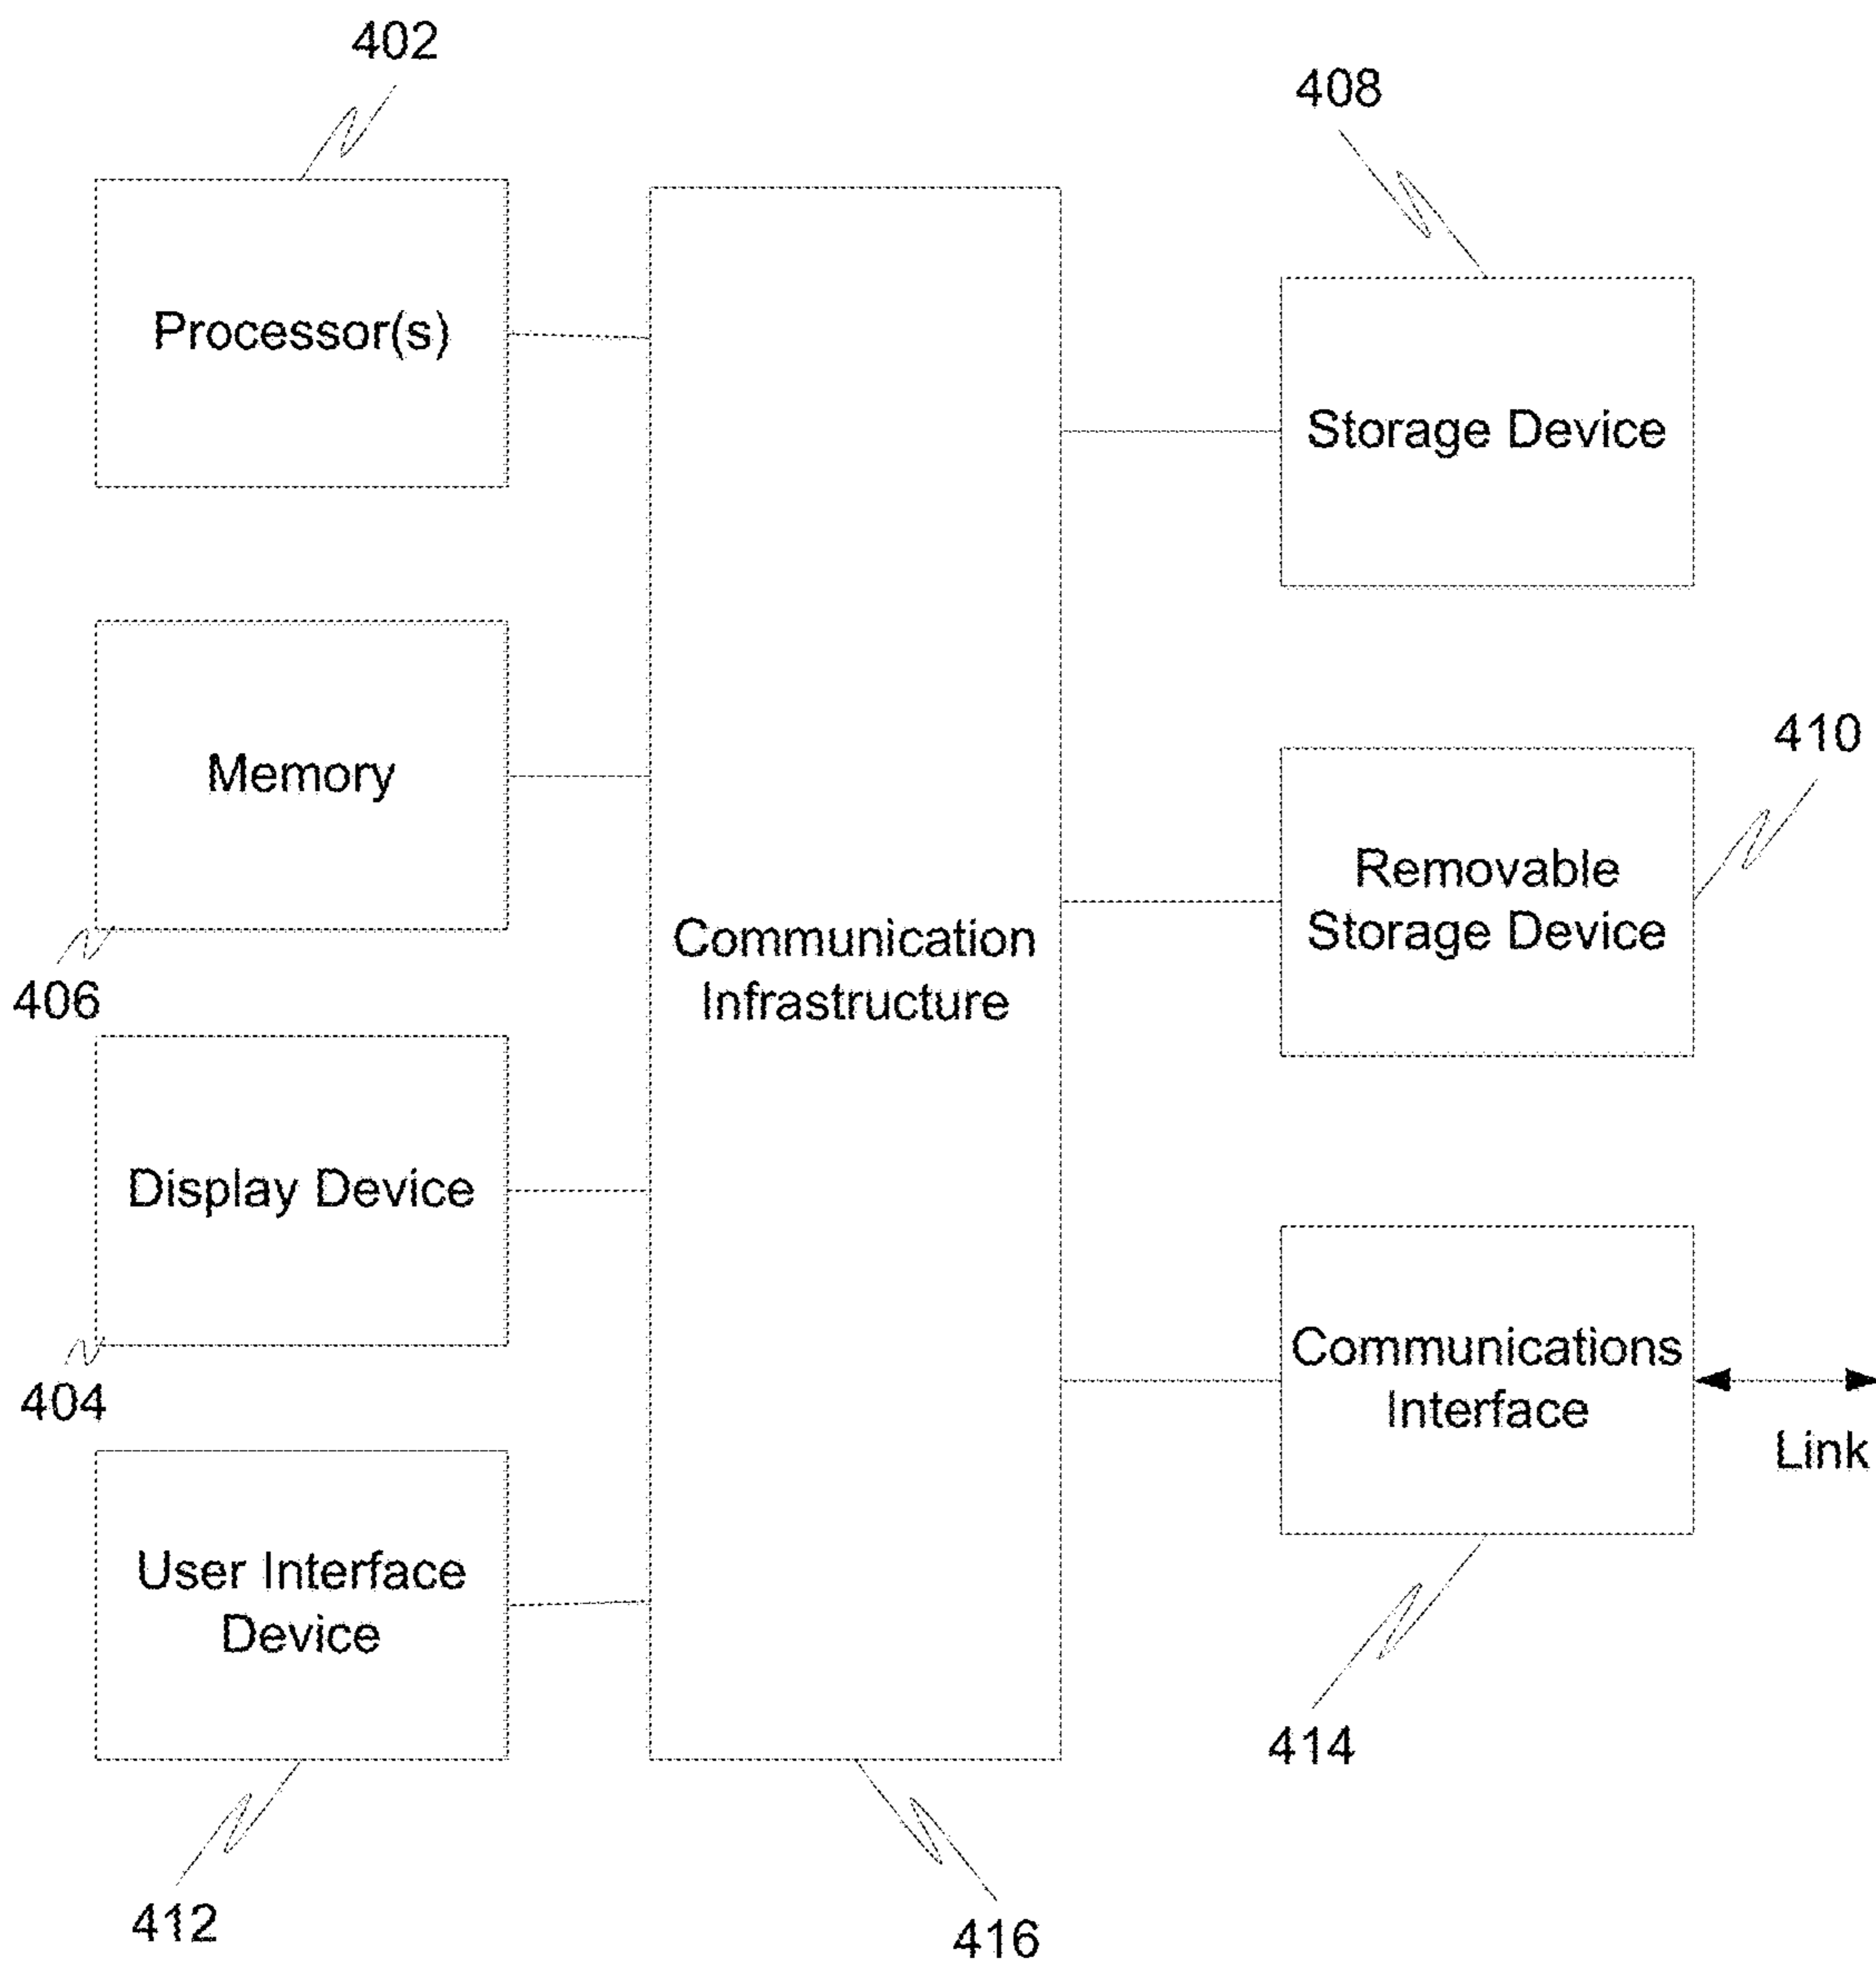 402
408
Processor(s)
Storage Device
Memory
410
Removable
Storage Device
406
Communication
Infrastructure
Display Device
404
Communications
Interface
Link
User Interface
Device
414
412
416